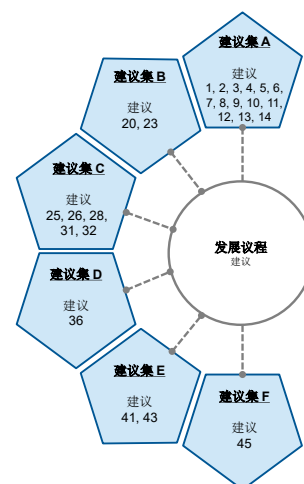 建议集 A
建议
1, 2, 3, 4, 5, 6,
7, 8, 9, 10, 11,
12, 13, 14
建议集 B
建议
20, 23
建议集 C
建议
25, 26, 28,
31, 32
发展议程
建议
建议集 D
建议
36
建议集 E
建议
41, 43
建议集 F
建议
45